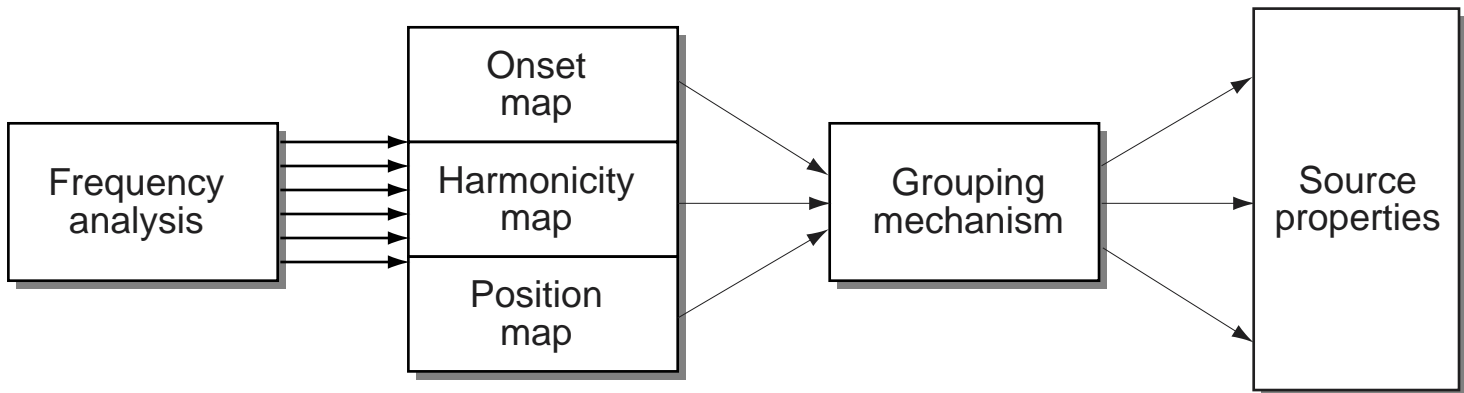 Frequency
analysis
Onset
map
Harmonicity
map
Position
map
Grouping
mechanism
Source
properties